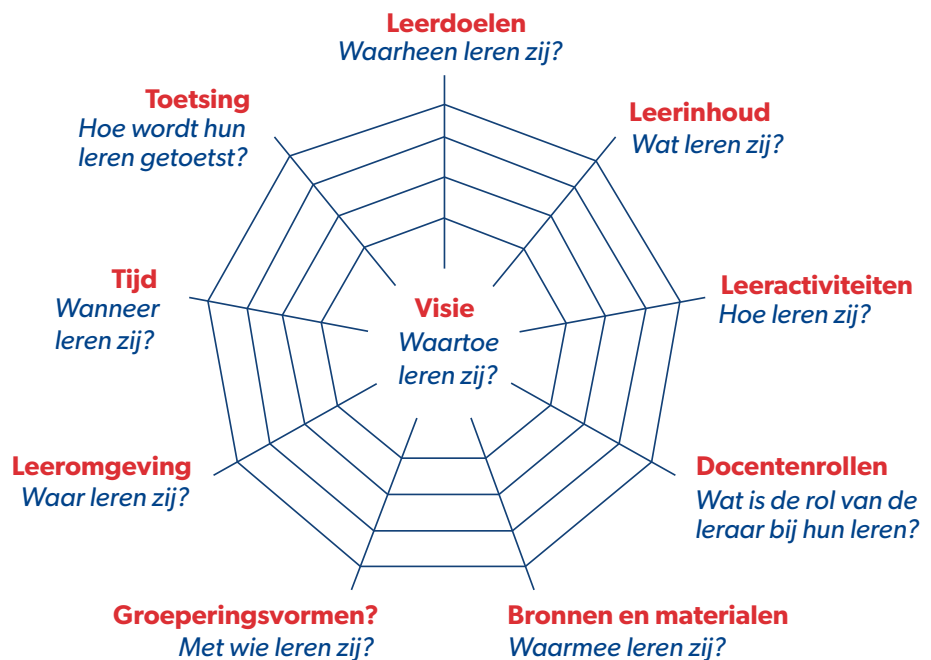 Leerdoelen
Waarheen leren zij?
Leerinhoud
Wat leren zij?
Leeractiviteiten
Hoe leren zij?
Docentenrollen
Wat is de rol van de
leraar bij hun leren?
Bronnen en materialen
Waarmee leren zij?
Groeperingsvormen?
Met wie leren zij?
Leeromgeving
Waar leren zij?
Tijd
Wanneer
leren zij?
Toetsing
Hoe wordt hun
leren getoetst?
Visie
Waartoe
leren zij?